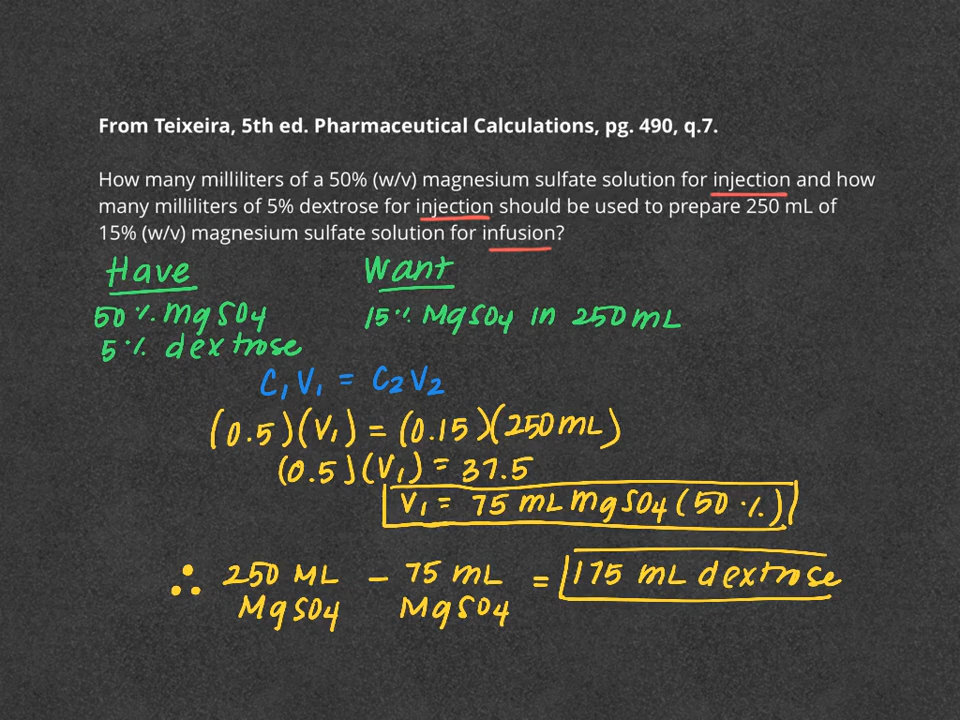 From Teixeira, 5th ed. Pharmaceutical Calculations, pg. 490, q.7.
How many milliliters of a 50% (w/v) magnesium sulfate solution for injection and how
many milliliters of 5% dextrose for injection should be used to prepare 250 mL of
15% (w/v) magnesium sulfate solution for infusion?
Have Want
50% MgSO4 15% MgSO4 in 250 mL
5% dextrose
C1V1 = C2V2
(0.5)(V1) = (0.15)(250 mL)
(0.5)(V1) = 37.5
V1 = 75 mL MgSO4 (50%)
∴ 250 ML − 75 mL = 175 mL dextrose
MgSO4 MgSO4